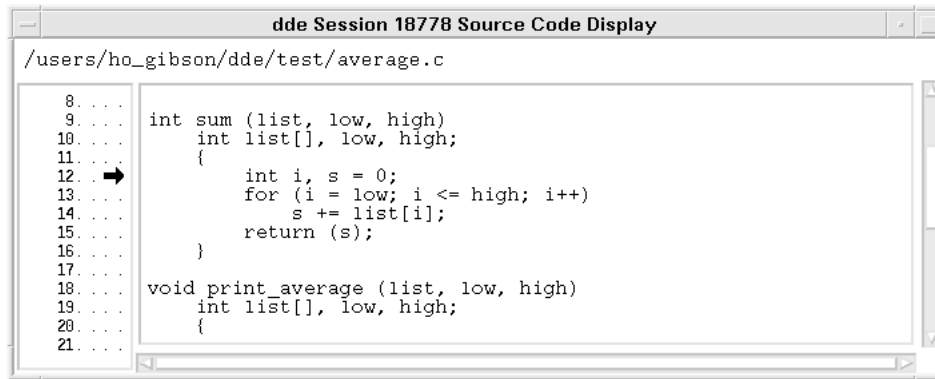 dde Session 18778 Source Code Display
/users/ho_gibson/dde/test/average.c
8. . . .
9. . . . int sum (list, low, high)
10. . . .     int list[], low, high;
11. . . .     {
12. . ➡         int i, s = 0;
13. . . .         for (i = low; i <= high; i++)
14. . . .             s += list[i];
15. . . .         return (s);
16. . . .     }
17. . . .
18. . . . void print_average (list, low, high)
19. . . .     int list[], low, high;
20. . . .     {
21. . . .